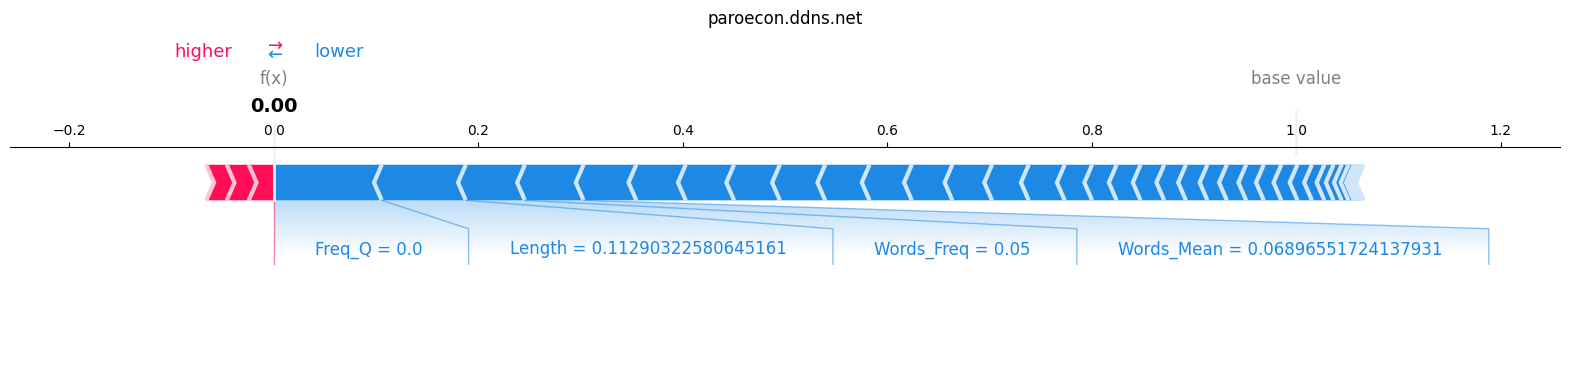 paroecon.ddns.net
higher ⇄ lower
f(x) base value
0.00
−0.2 0.0 0.2 0.4 0.6 0.8 1.0 1.2
Freq_Q = 0.0 Length = 0.11290322580645161 Words_Freq = 0.05 Words_Mean = 0.06896551724137931